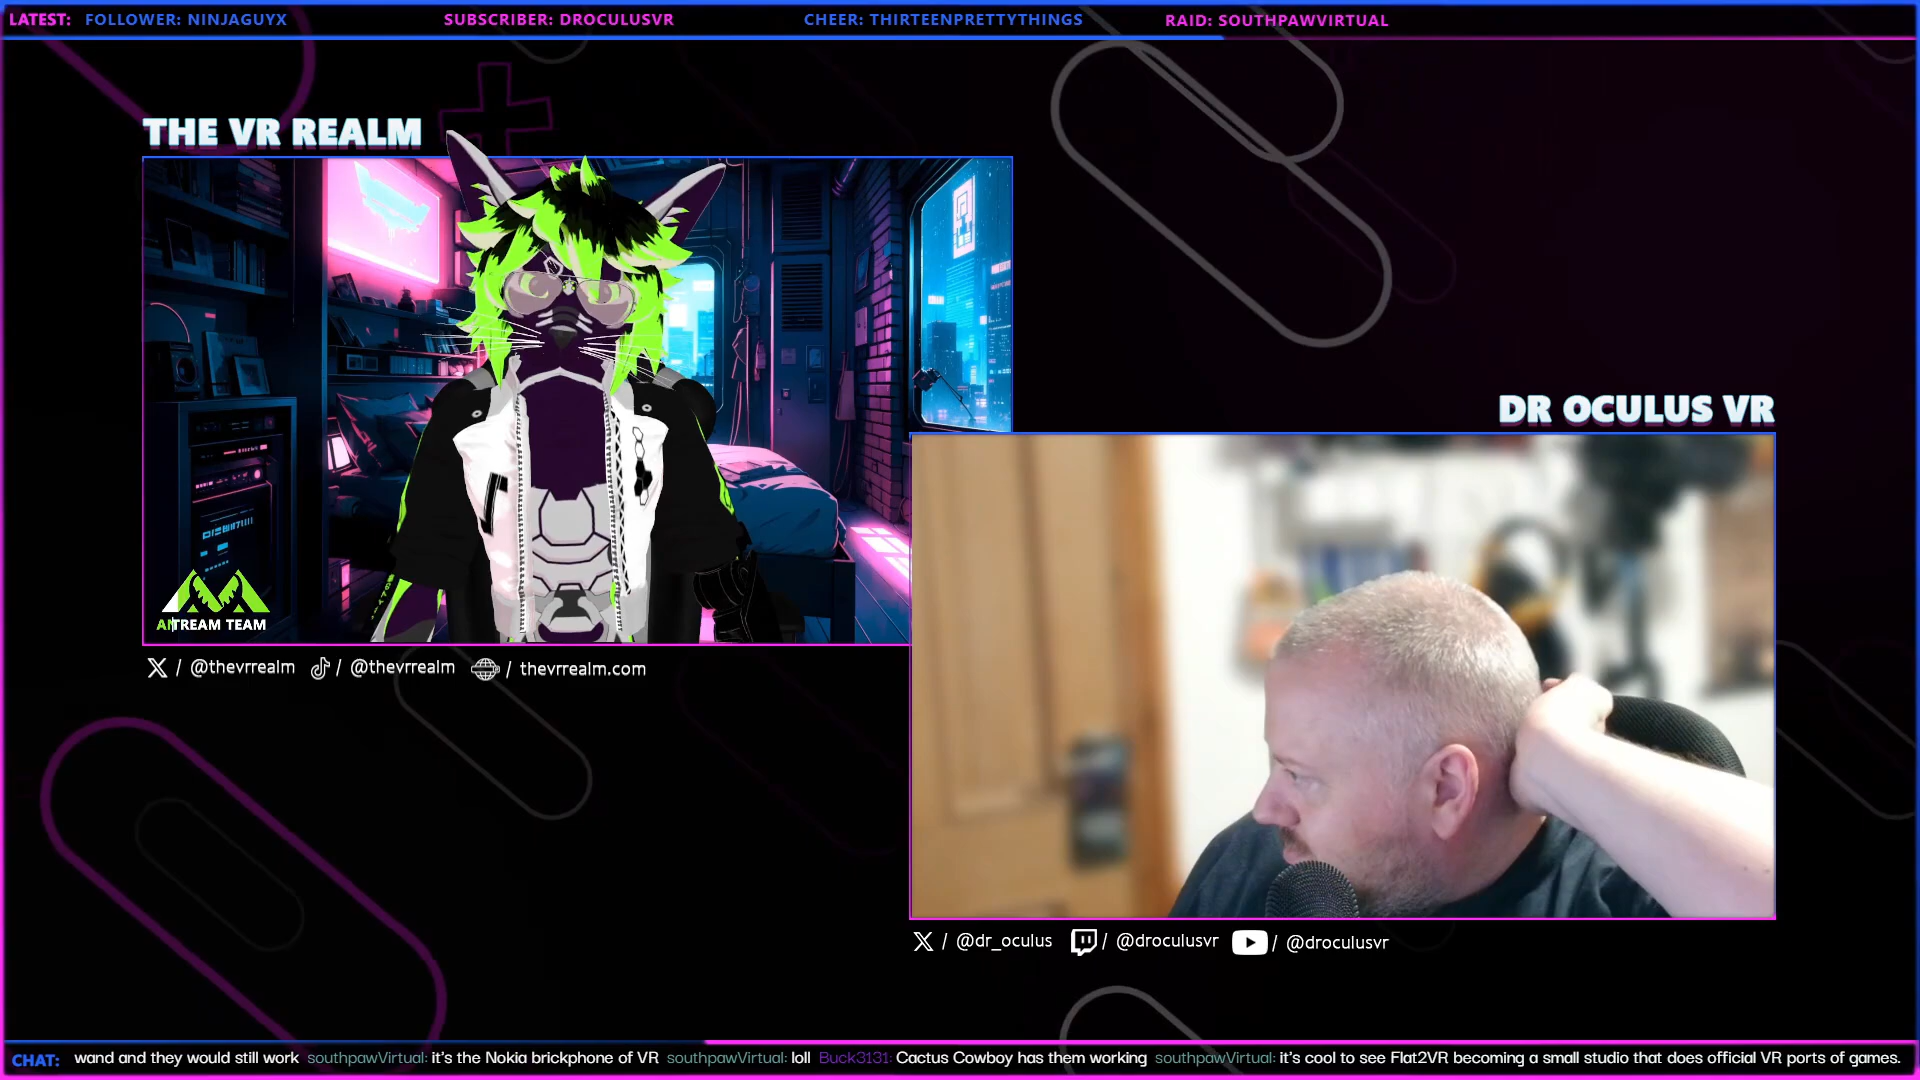 LATEST: FOLLOWER: NINJAGUYX SUBSCRIBER: DROCULUSVR CHEER: THIRTEENPRETTYTHINGS RAID: SOUTHPAWVIRTUAL
THE VR REALM
TREAM TEAM
X / @thevrrealm / @thevrrealm / thevrrealm.com
DR OCULUS VR
X / @dr_oculus / @droculusvr / @droculusvr
CHAT: wand and they would still work southpawVirtual: it's the Nokia brickphone of VR southpawVirtual: loll Buck3131: Cactus Cowboy has them working southpawVirtual: it's cool to see Flat2VR becoming a small studio that does official VR ports of games.